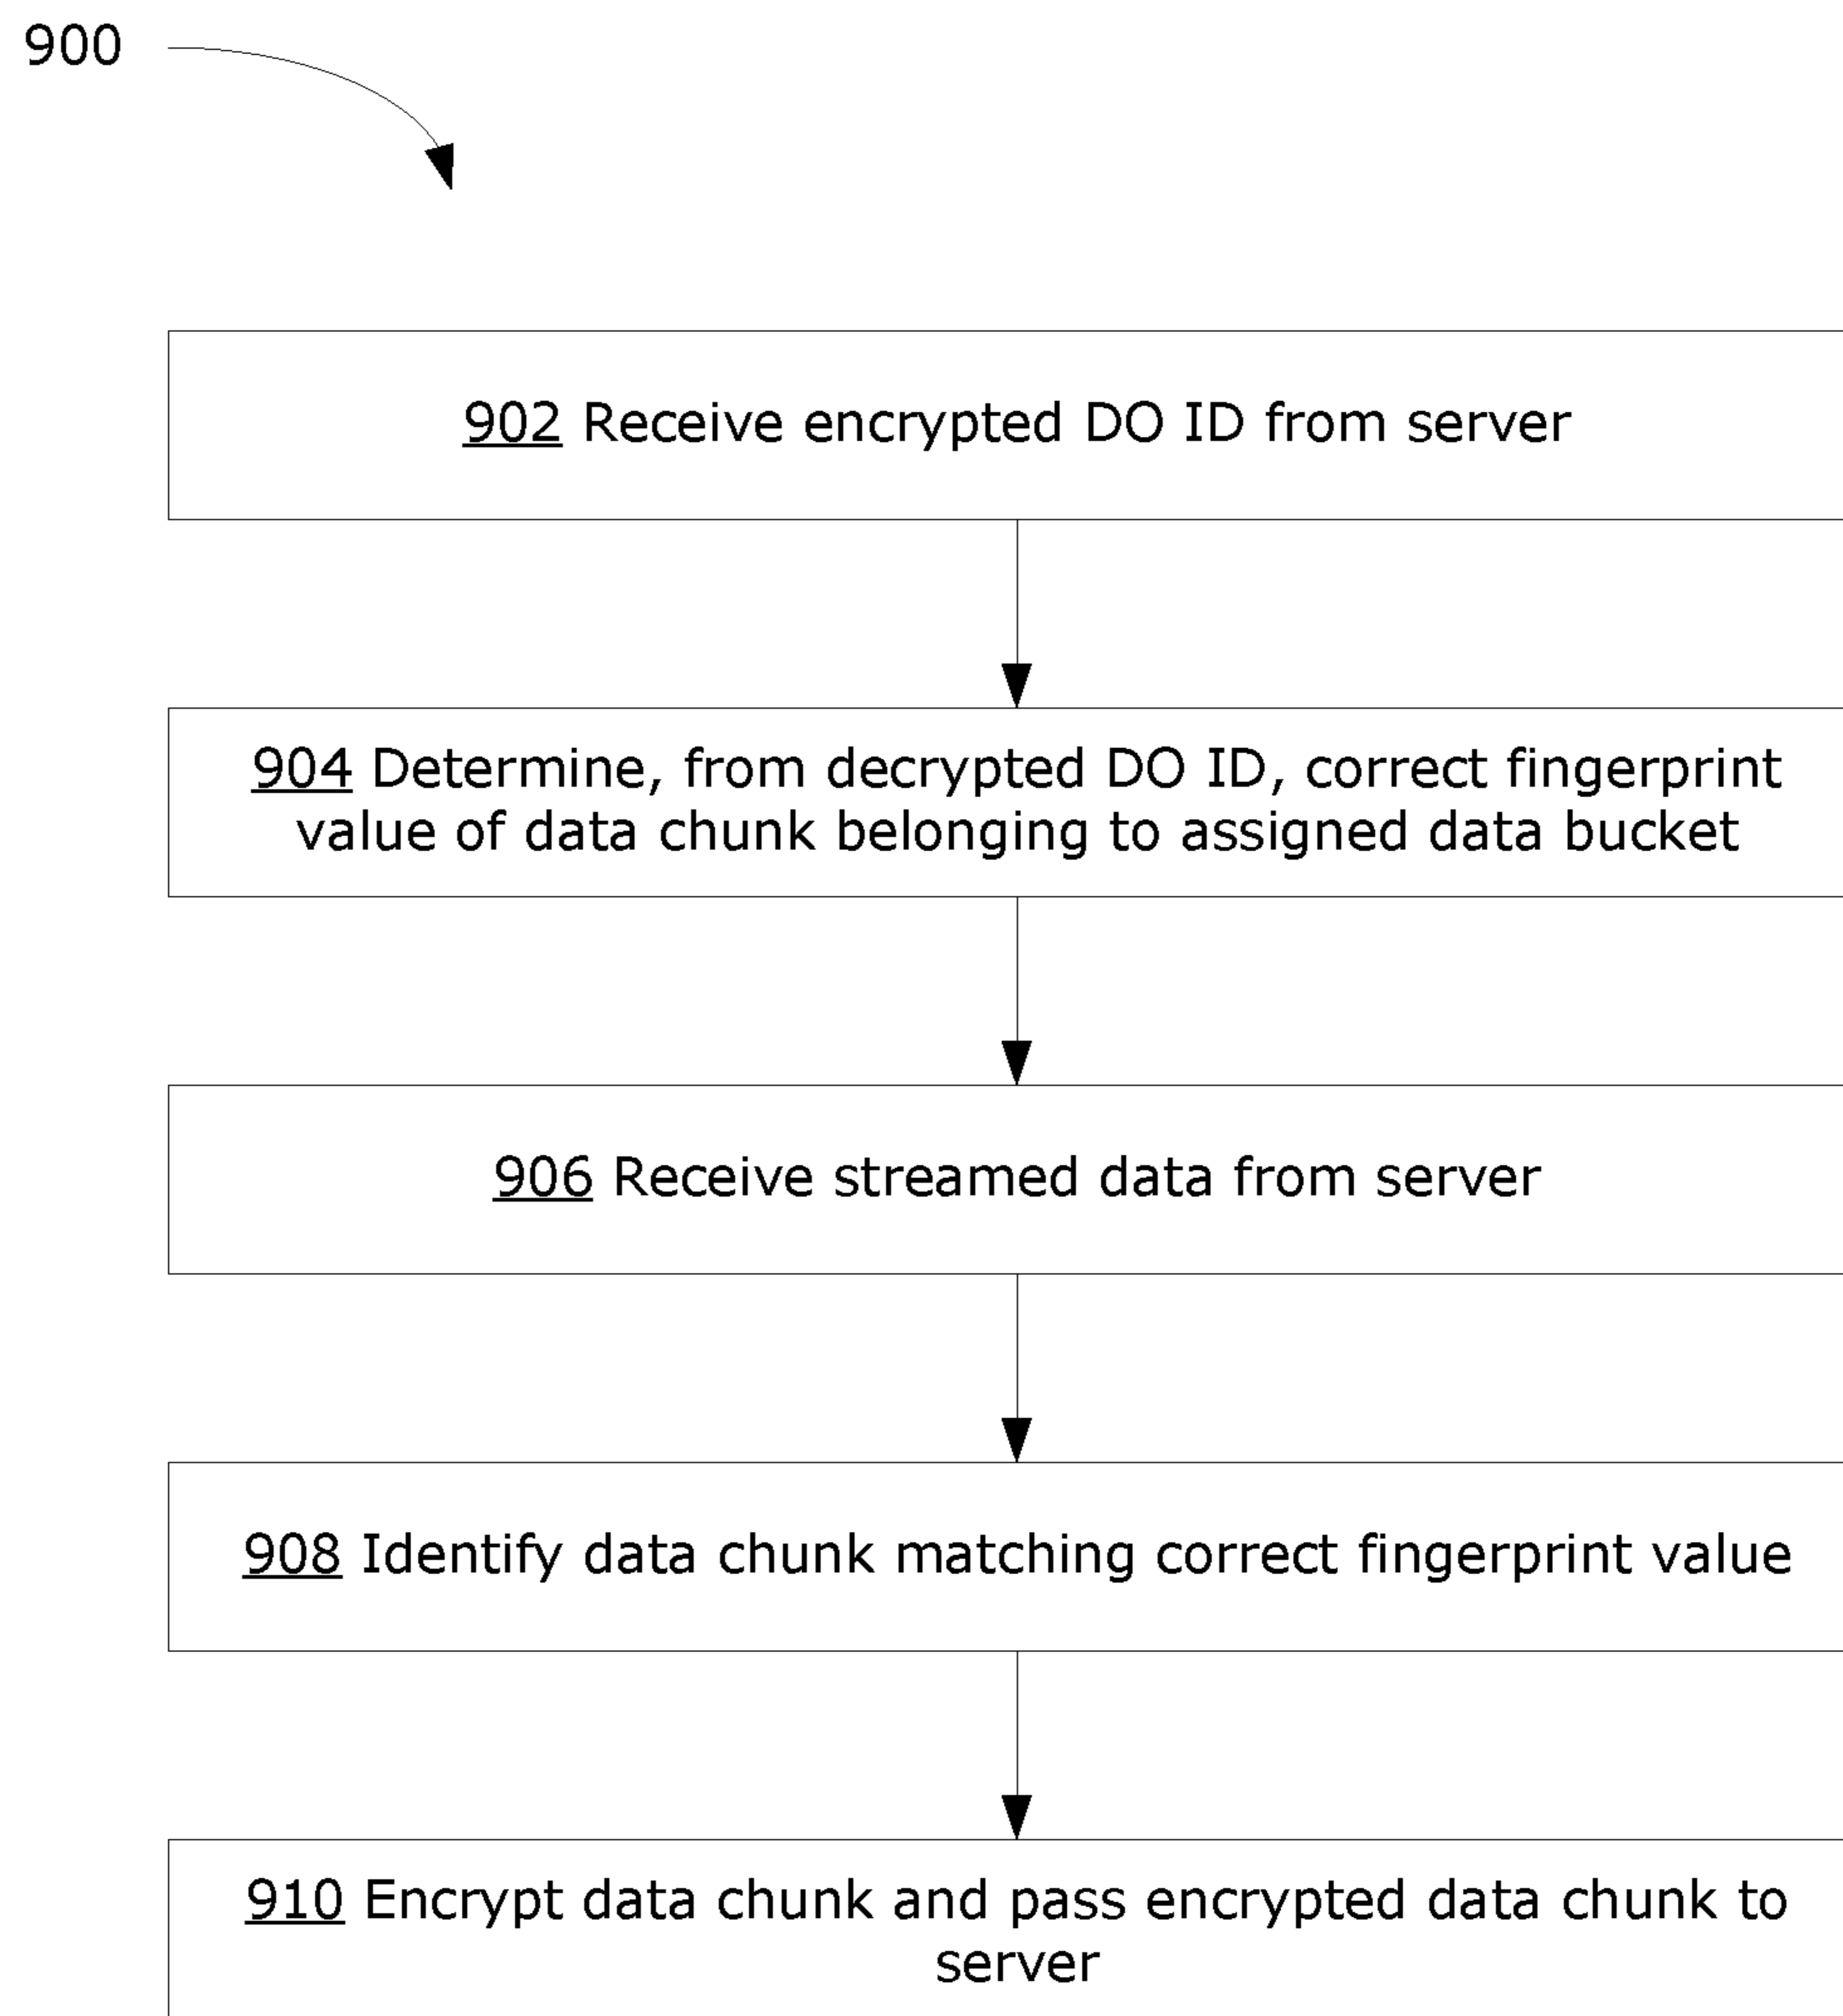 900
902 Receive encrypted DO ID from server
904 Determine, from decrypted DO ID, correct fingerprint
value of data chunk belonging to assigned data bucket
906 Receive streamed data from server
908 Identify data chunk matching correct fingerprint value
910 Encrypt data chunk and pass encrypted data chunk to
server